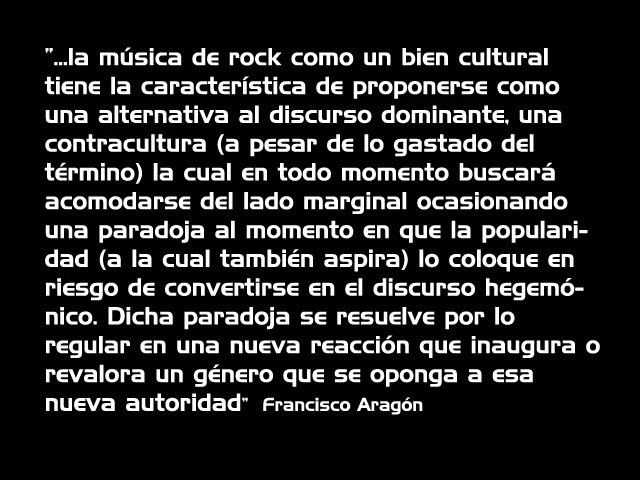 "...la música de rock como un bien cultural
tiene la característica de proponerse como
una alternativa al discurso dominante, una
contracultura (a pesar de lo gastado del
término) la cual en todo momento buscará
acomodarse del lado marginal ocasionando
una paradoja al momento en que la populari-
dad (a la cual también aspira) lo coloque en
riesgo de convertirse en el discurso hegemó-
nico. Dicha paradoja se resuelve por lo
regular en una nueva reacción que inaugura o
revalora un género que se oponga a esa
nueva autoridad" Francisco Aragón